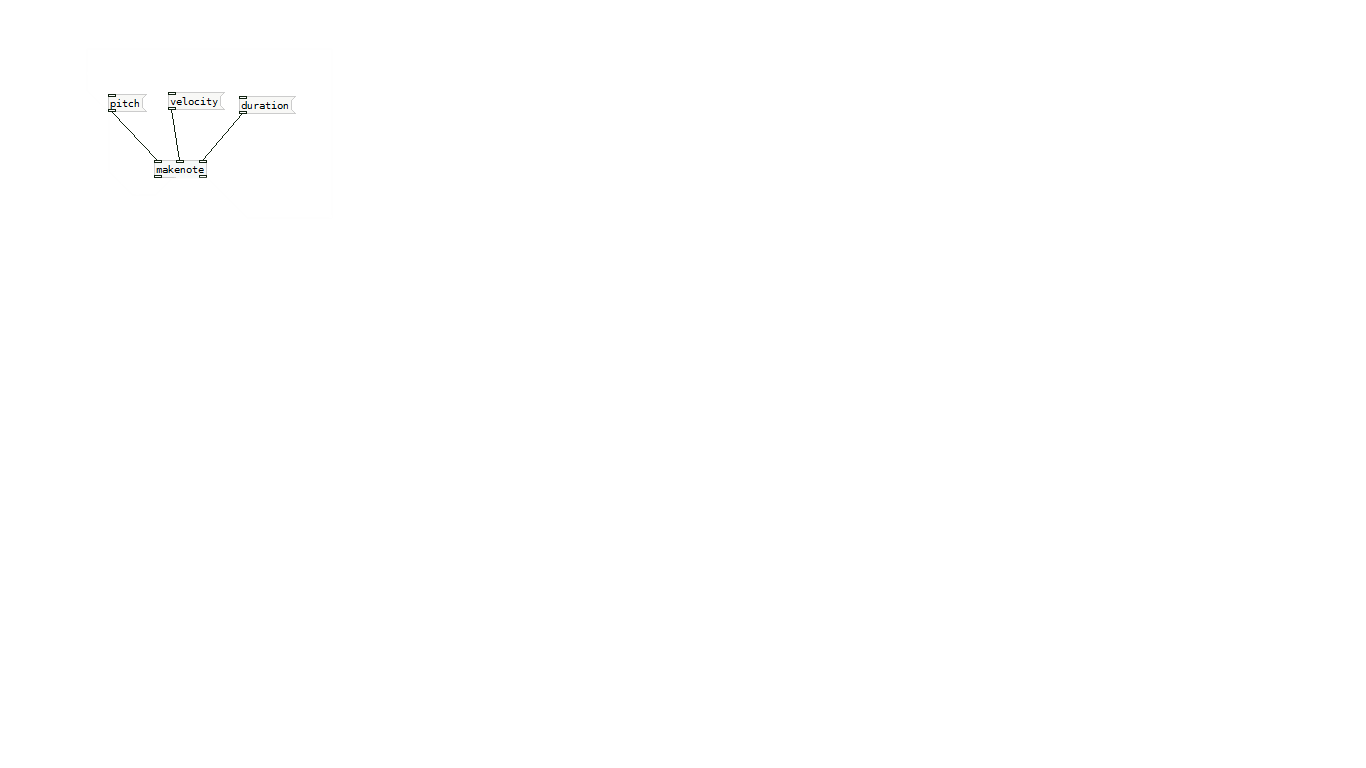 pitch
velocity
duration
makenote